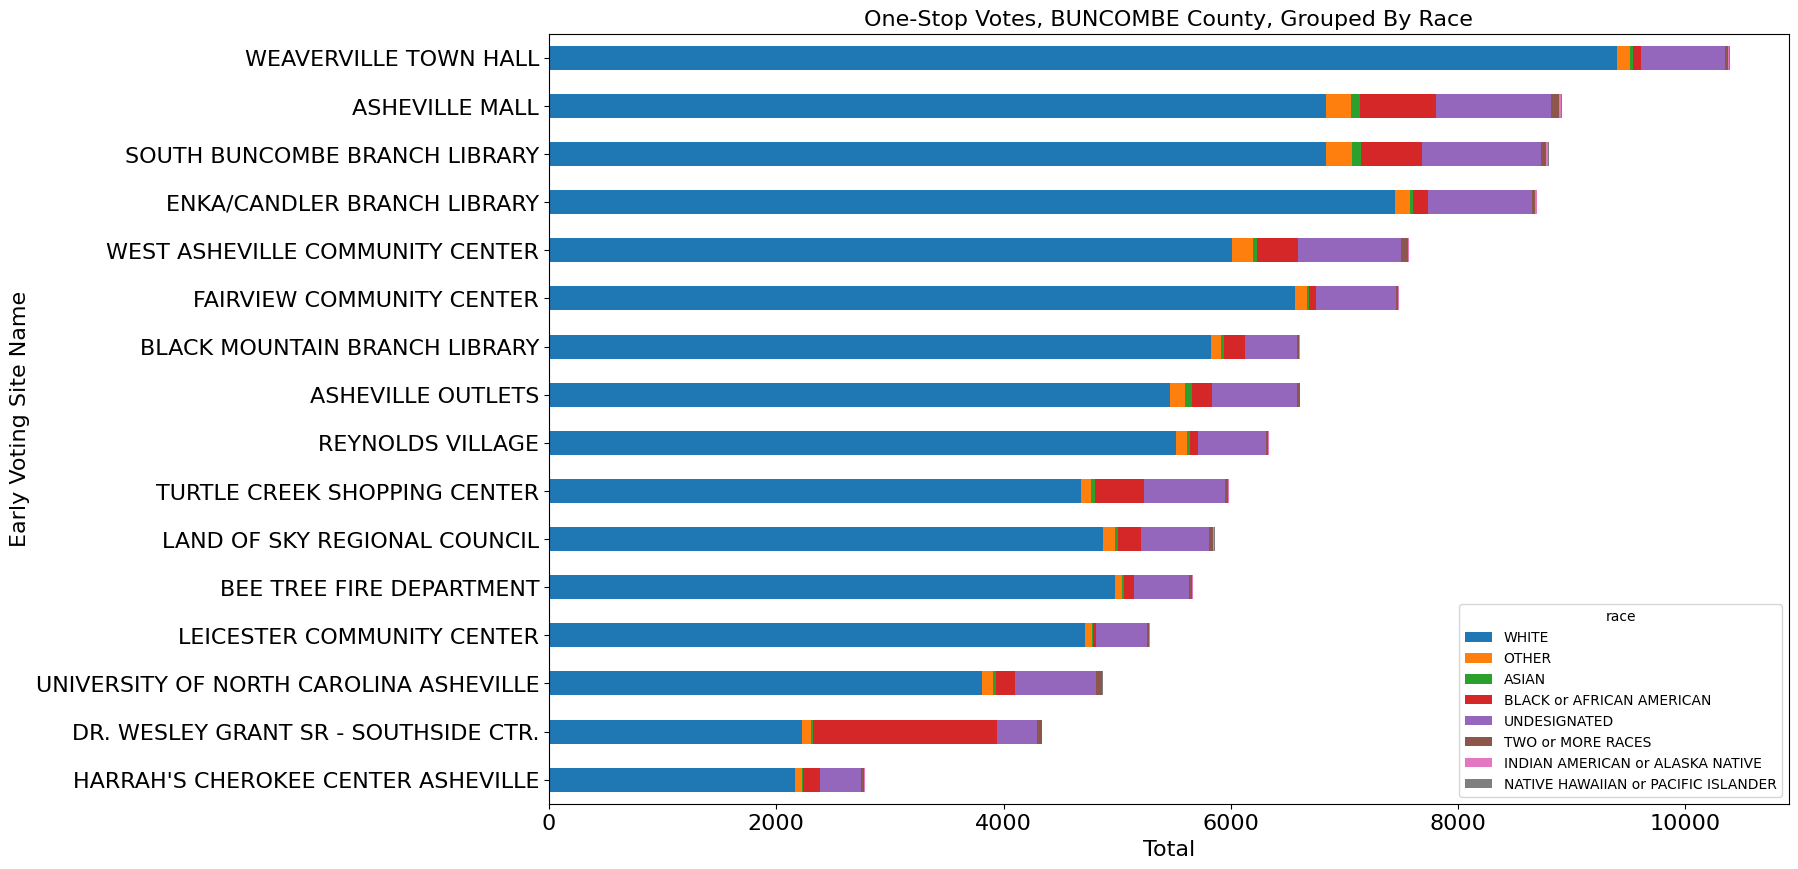 One-Stop Votes, BUNCOMBE County, Grouped By Race
Early Voting Site Name
WEAVERVILLE TOWN HALL
ASHEVILLE MALL
SOUTH BUNCOMBE BRANCH LIBRARY
ENKA/CANDLER BRANCH LIBRARY
WEST ASHEVILLE COMMUNITY CENTER
FAIRVIEW COMMUNITY CENTER
BLACK MOUNTAIN BRANCH LIBRARY
ASHEVILLE OUTLETS
REYNOLDS VILLAGE
TURTLE CREEK SHOPPING CENTER
LAND OF SKY REGIONAL COUNCIL
BEE TREE FIRE DEPARTMENT
LEICESTER COMMUNITY CENTER
UNIVERSITY OF NORTH CAROLINA ASHEVILLE
DR. WESLEY GRANT SR - SOUTHSIDE CTR.
HARRAH'S CHEROKEE CENTER ASHEVILLE
race
WHITE
OTHER
ASIAN
BLACK or AFRICAN AMERICAN
UNDESIGNATED
TWO or MORE RACES
INDIAN AMERICAN or ALASKA NATIVE
NATIVE HAWAIIAN or PACIFIC ISLANDER
0 2000 4000 6000 8000 10000
Total